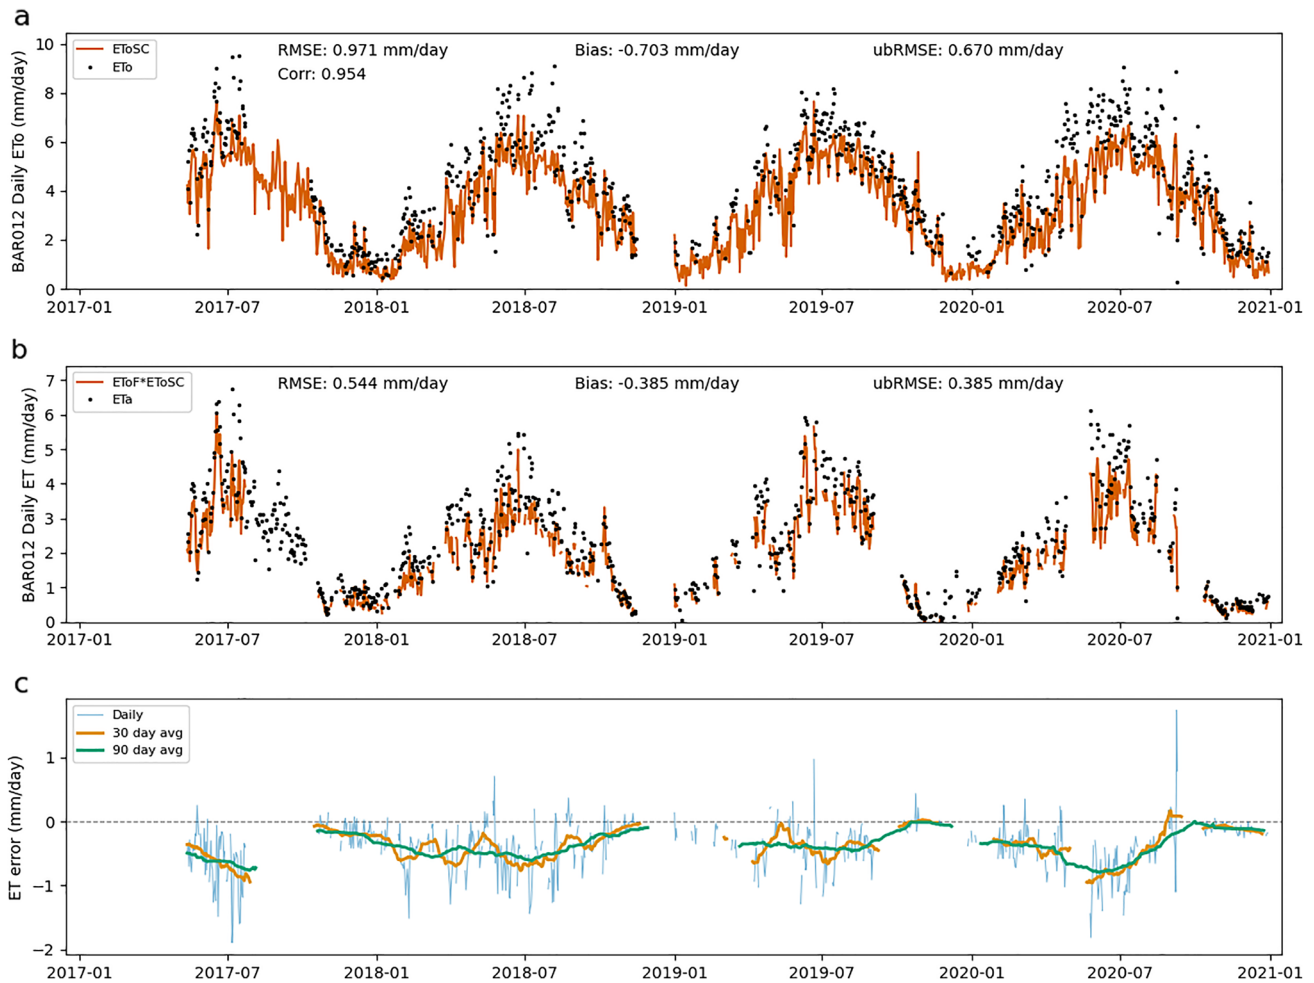 a
BAR012 Daily ETo (mm/day)
10
8
6
4
2
0
EToSC
ETo
RMSE: 0.971 mm/day
Bias: -0.703 mm/day
ubRMSE: 0.670 mm/day
Corr: 0.954
2017-01
2017-07
2018-01
2018-07
2019-01
2019-07
2020-01
2020-07
2021-01
b
BAR012 Daily ET (mm/day)
7
6
5
4
3
2
1
0
EToF*EToSC
ETa
RMSE: 0.544 mm/day
Bias: -0.385 mm/day
ubRMSE: 0.385 mm/day
2017-01
2017-07
2018-01
2018-07
2019-01
2019-07
2020-01
2020-07
2021-01
c
ET error (mm/day)
1
0
−1
−2
Daily
30 day avg
90 day avg
2017-01
2017-07
2018-01
2018-07
2019-01
2019-07
2020-01
2020-07
2021-01